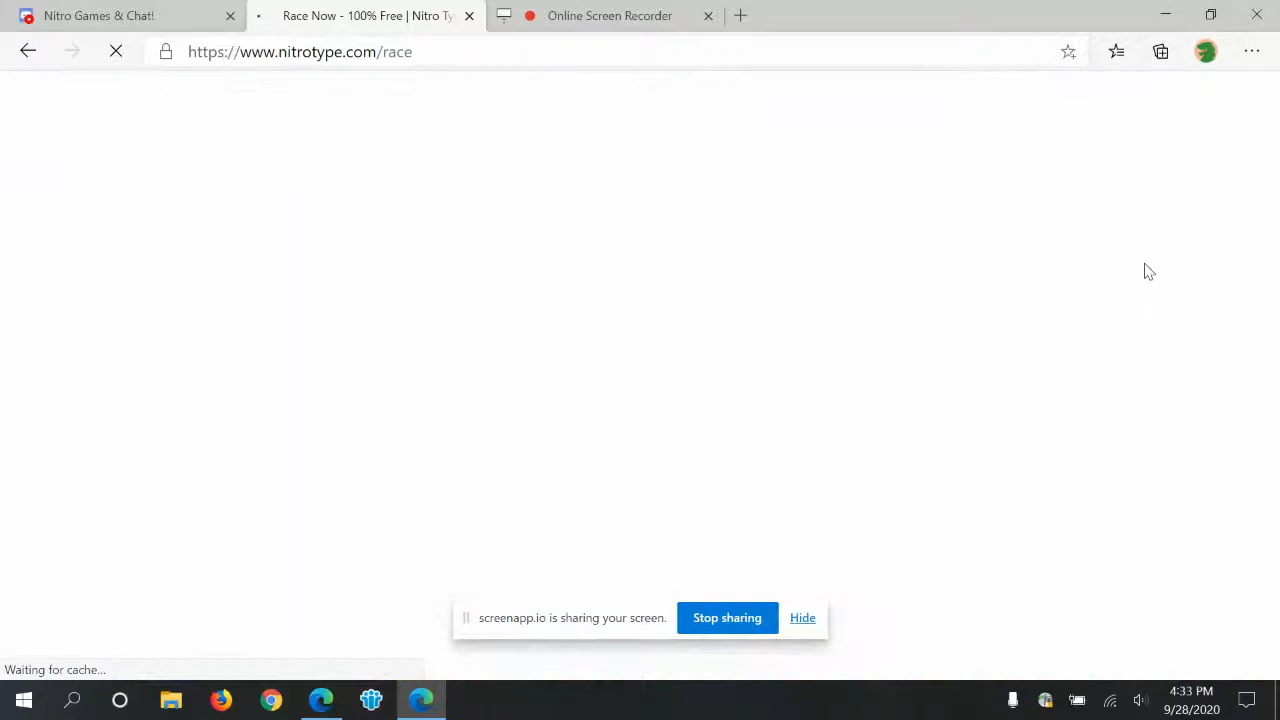 Nitro Games & Chat!
Race Now - 100% Free | Nitro Ty
Online Screen Recorder
https://www.nitrotype.com/race
screenapp.io is sharing your screen.
Stop sharing
Hide
Waiting for cache...
4:33 PM
9/28/2020